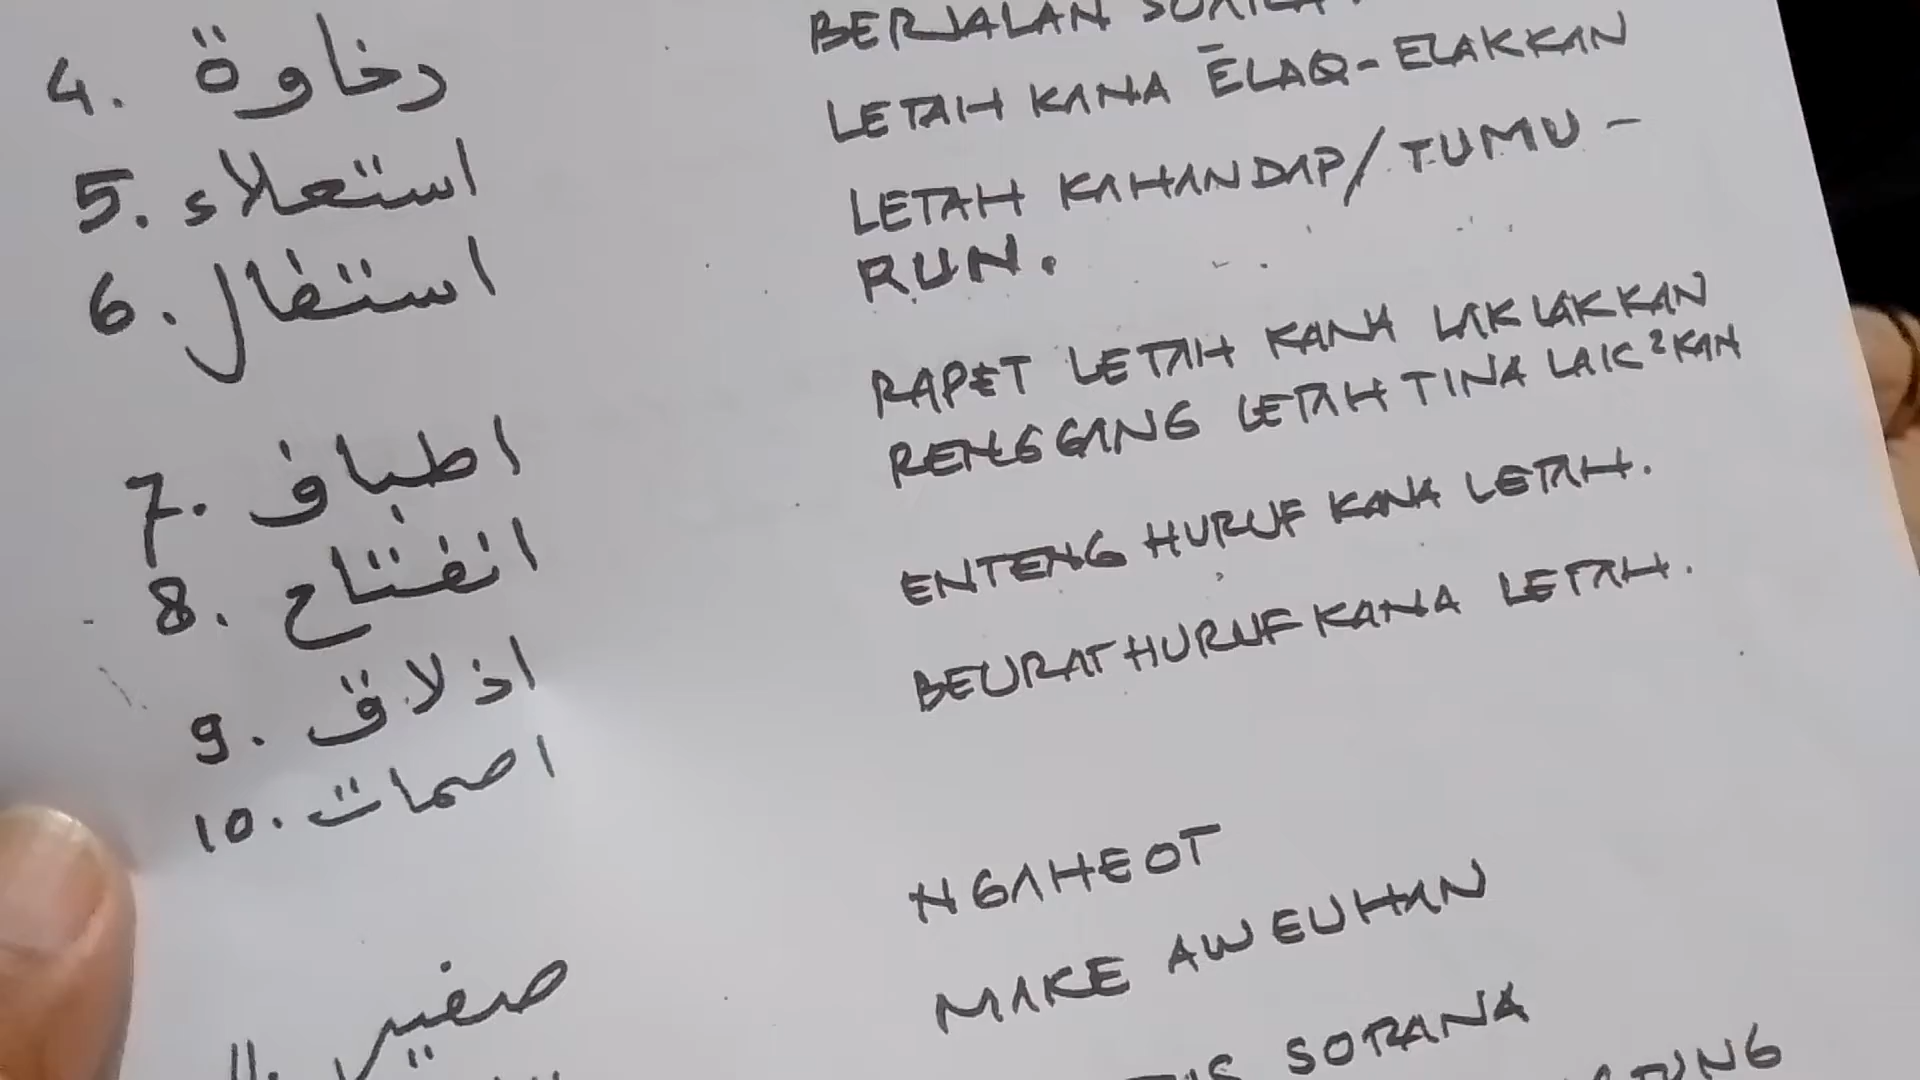 4. رخاوة
BERJALAN
5. استعلاء
LETAH KANA ĒLAQ-ELAKKAN
6. استفال
LETAH KAHANDAP/TUMU-
RUN.
7. اطباق
RAPET LETAH KANA LAKLAKKAN
8. انفتاح
RENGGANG LETAH TINA LAK²KAN
9. اذلاق
ENTENG HURUF KANA LETAH.
10. اصمات
BEURAT HURUF KANA LETAH.
11. صفير
NGAHEOT
MAKE AWEUHAN
SORANA